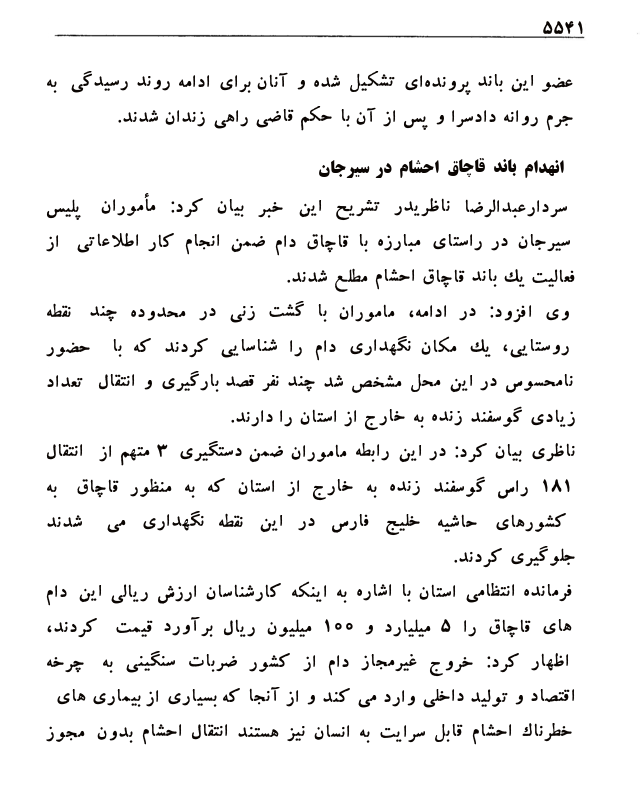 ۵۵۴۱
عضو این باند پرونده‌ای تشکیل شده و آنان برای ادامه روند رسیدگی به
جرم روانه دادسرا و پس از آن با حکم قاضی راهی زندان شدند.
انهدام باند قاچاق احشام در سیرجان
سردارعبدالرضا ناظریدر تشریح این خبر بیان کرد: مأموران پلیس
سیرجان در راستای مبارزه با قاچاق دام ضمن انجام کار اطلاعاتی از
فعالیت یك باند قاچاق احشام مطلع شدند.
وی افزود: در ادامه، ماموران با گشت زنی در محدوده چند نقطه
روستایی، یك مکان نگهداری دام را شناسایی کردند که با حضور
نامحسوس در این محل مشخص شد چند نفر قصد بارگیری و انتقال تعداد
زیادی گوسفند زنده به خارج از استان را دارند.
ناظری بیان کرد: در این رابطه ماموران ضمن دستگیری ۳ متهم از انتقال
۱۸۱ راس گوسفند زنده به خارج از استان که به منظور قاچاق به
کشورهای حاشیه خلیج فارس در این نقطه نگهداری می شدند
جلوگیری کردند.
فرمانده انتظامی استان با اشاره به اینکه کارشناسان ارزش ریالی این دام
های قاچاق را ۵ میلیارد و ۱۰۰ میلیون ریال برآورد قیمت کردند،
اظهار کرد: خروج غیرمجاز دام از کشور ضربات سنگینی به چرخه
اقتصاد و تولید داخلی وارد می کند و از آنجا که بسیاری از بیماری های
خطرناك احشام قابل سرایت به انسان نیز هستند انتقال احشام بدون مجوز